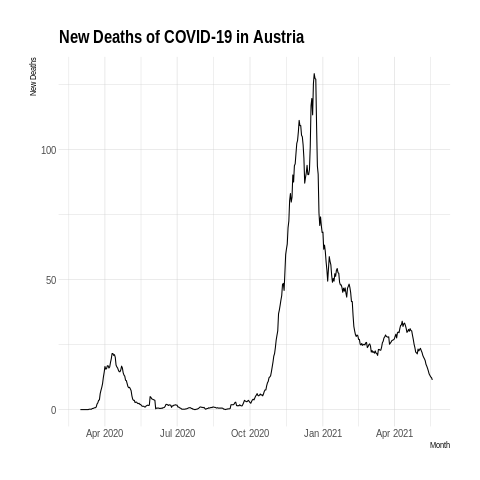 New Deaths of COVID-19 in Austria
New Deaths
100
50
0
Apr 2020 Jul 2020 Oct 2020 Jan 2021 Apr 2021
Month